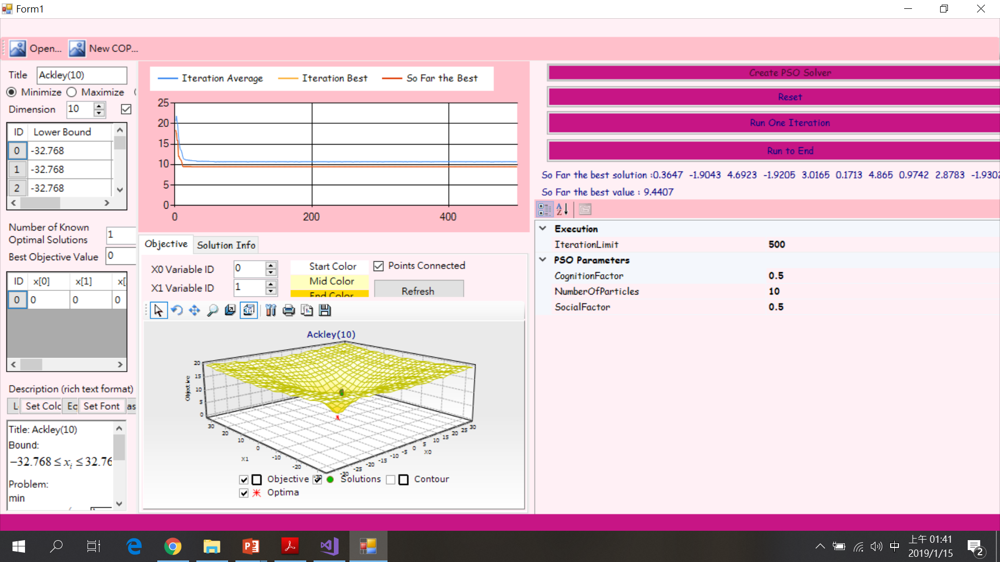 Form1
Open... New COP...
Title Ackley(10)
Minimize Maximize
Dimension 10
ID Lower Bound
0 -32.768
1 -32.768
2 -32.768
Number of Known
Optimal Solutions 1
Best Objective Value 0
ID x[0] x[1] x[
0 0 0 0
Description (rich text format)
Set Colo Ec Set Font as
Title: Ackley(10)
Bound:
−32.768 ≤ xi ≤ 32.76
Problem:
min
Iteration Average Iteration Best So Far the Best
25
20
15
10
5
0
0 200 400
Objective Solution Info
X0 Variable ID 0
X1 Variable ID 1
Start Color
Mid Color
End Color
Points Connected
Refresh
Ackley(10)
Objective
20
15
10
5
0
30 20 10 0 -10 -20 -30
X1
-30 -25 -20 -15 -10 -5 0 5 10 15 20 25 30
X0
Objective Solutions Contour
Optima
Create PSO Solver
Reset
Run One Iteration
Run to End
So Far the best solution :0.3647 -1.9043 4.6923 -1.9205 3.0165 0.1713 4.865 0.9742 2.8783 -1.9302
So Far the best value : 9.4407
Execution
IterationLimit 500
PSO Parameters
CognitionFactor 0.5
NumberOfParticles 10
SocialFactor 0.5
中
上午 01:41
2019/1/15
2